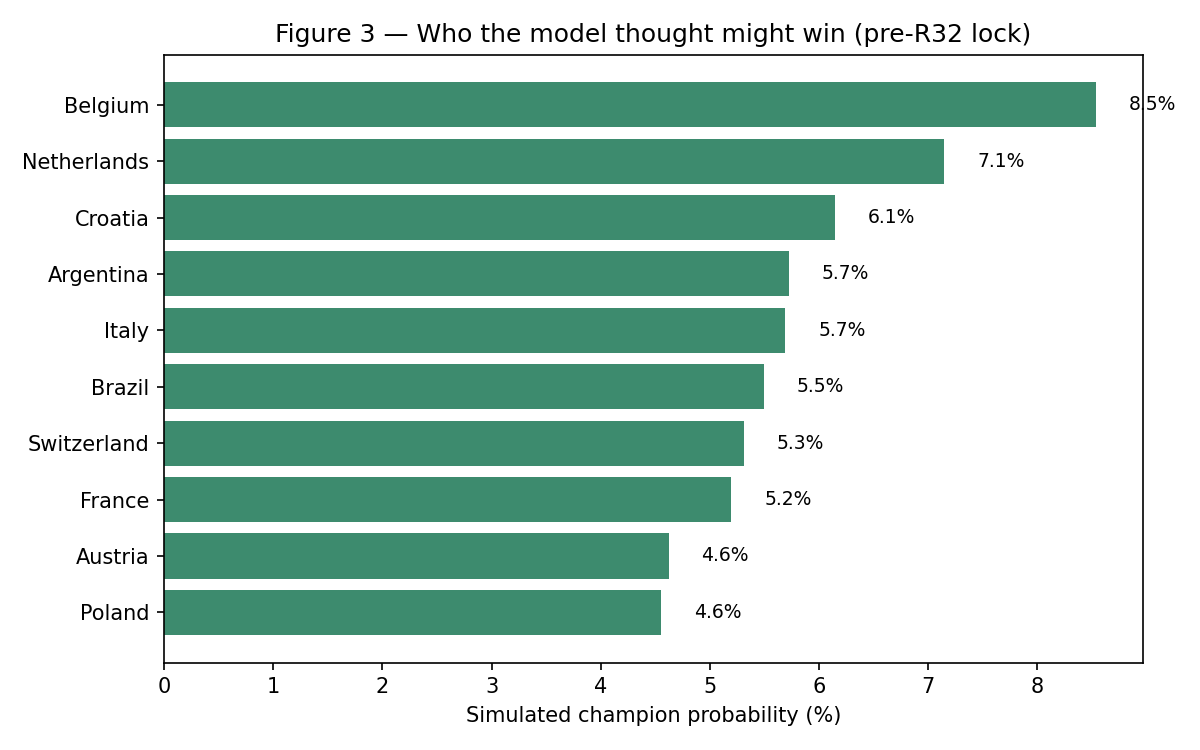 Figure 3 — Who the model thought might win (pre-R32 lock)
Belgium 8.5%
Netherlands 7.1%
Croatia 6.1%
Argentina 5.7%
Italy 5.7%
Brazil 5.5%
Switzerland 5.3%
France 5.2%
Austria 4.6%
Poland 4.6%
0 1 2 3 4 5 6 7 8
Simulated champion probability (%)